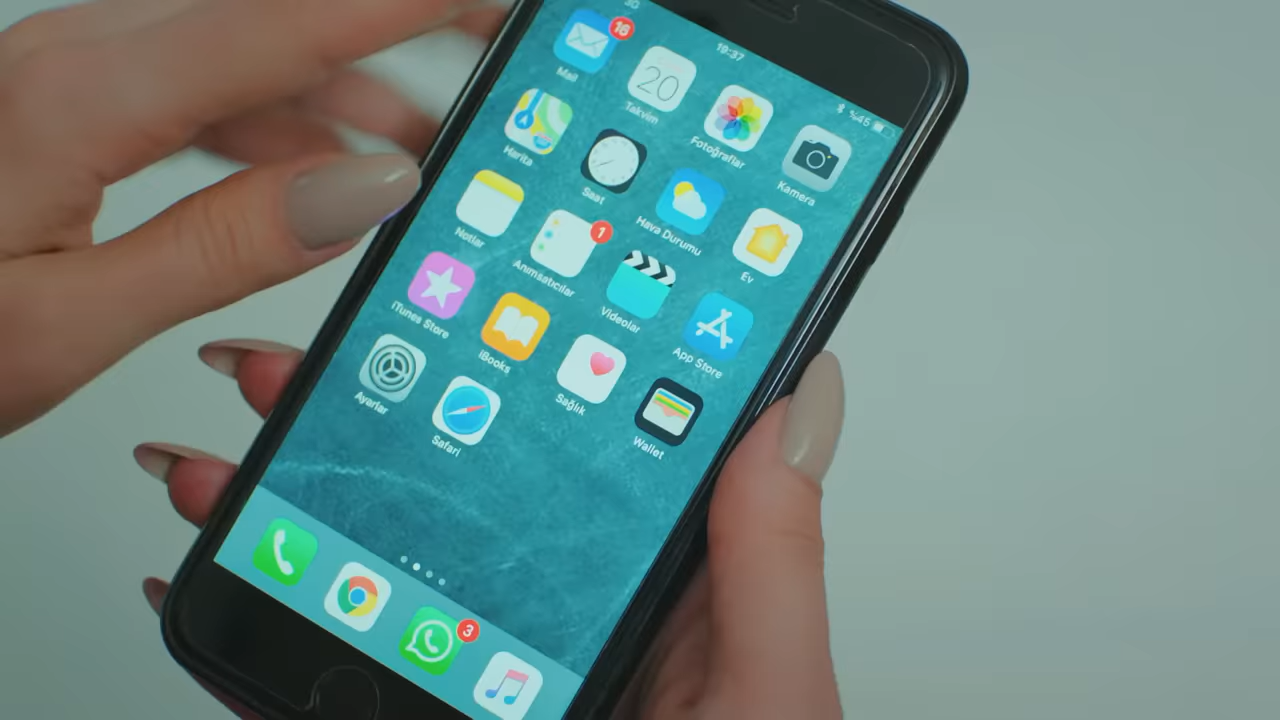 3G
19:37
%45
16
Mail
20
Takvim
Fotoğraflar
Kamera
Harita
Saat
Hava Durumu
Ev
Notlar
1
Anımsatıcılar
Videolar
App Store
iTunes Store
iBooks
Sağlık
Wallet
Ayarlar
Safari
3